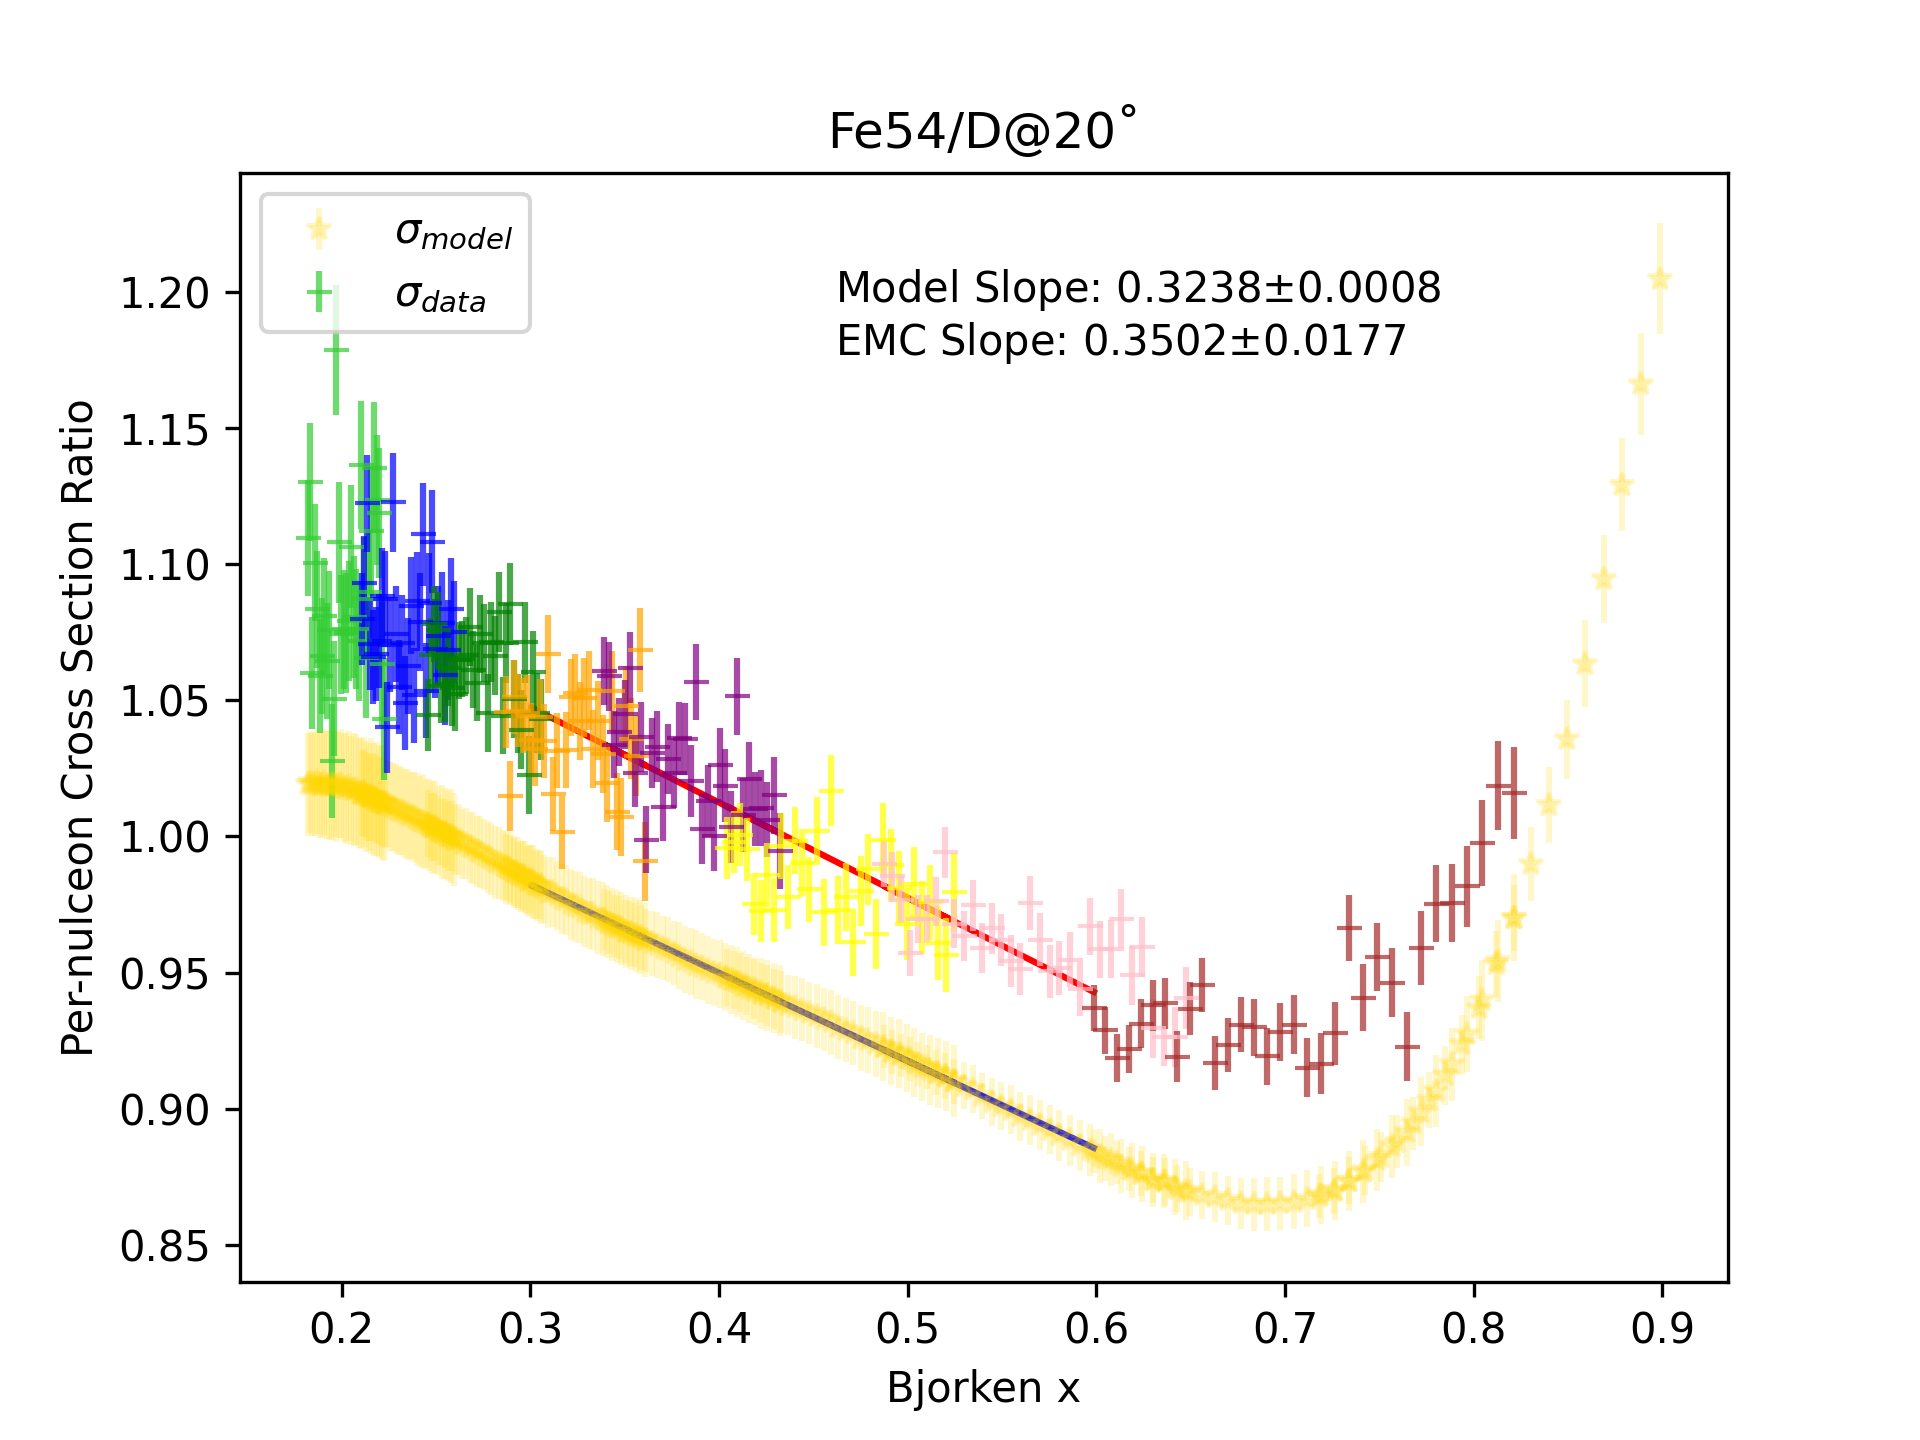 Fe54/D@20˚
σmodel
σdata
Model Slope: 0.3238±0.0008
EMC Slope: 0.3502±0.0177
Per-nulceon Cross Section Ratio
1.20
1.15
1.10
1.05
1.00
0.95
0.90
0.85
0.2 0.3 0.4 0.5 0.6 0.7 0.8 0.9
Bjorken x